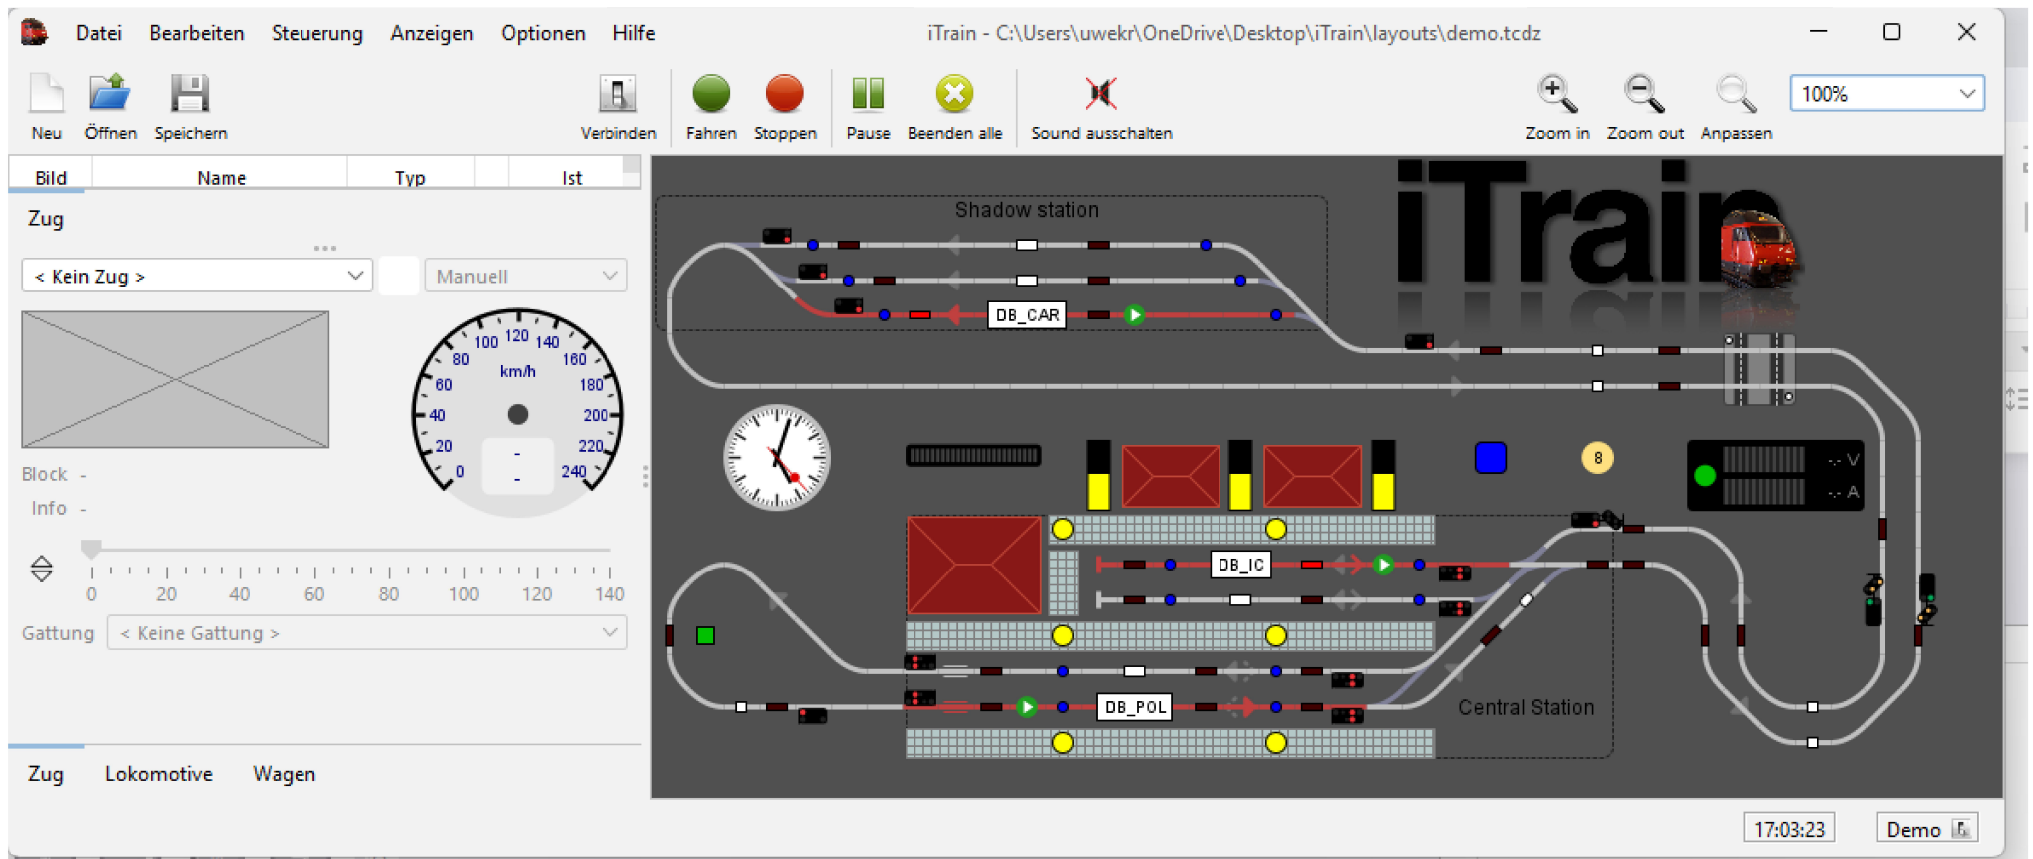 iTrain - C:\Users\uwekr\OneDrive\Desktop\iTrain\layouts\demo.tcdz
Datei Bearbeiten Steuerung Anzeigen Optionen Hilfe
Neu Öffnen Speichern Verbinden Fahren Stoppen Pause Beenden alle Sound ausschalten Zoom in Zoom out Anpassen
100%
Bild Name Typ Ist
Zug
< Kein Zug >
Manuell
0 20 40 60 80 100 120 140 160 180 200 220 240
km/h
-
-
Block -
Info -
0 20 40 60 80 100 120 140
Gattung < Keine Gattung >
Zug Lokomotive Wagen
Shadow station
iTrain
DB_CAR
8
-.- V
-.- A
DB_IC
DB_POL
Central Station
17:03:23
Demo